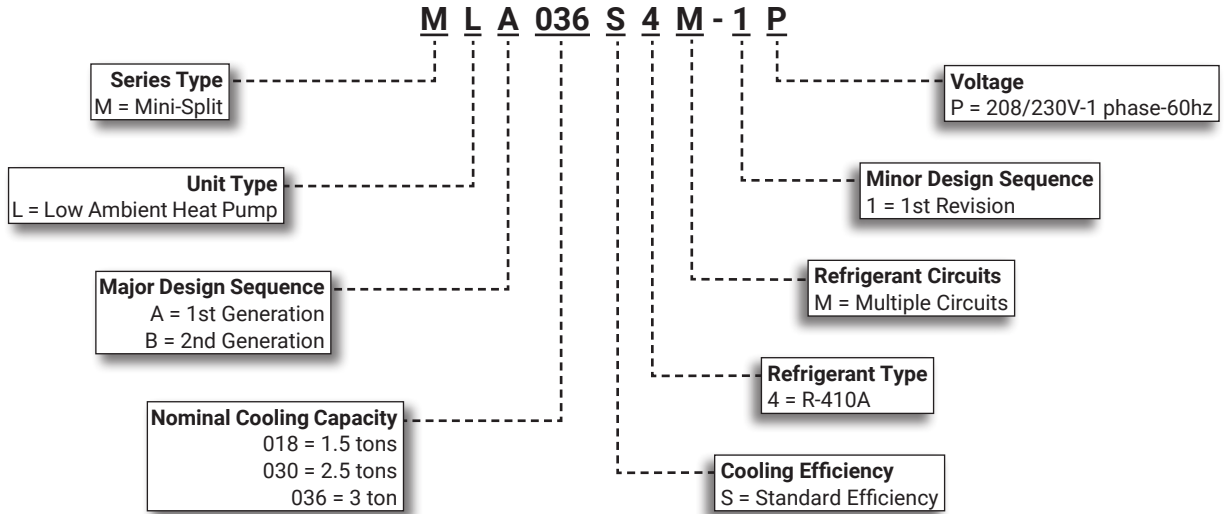 M L A 036 S 4 M - 1 P
Series Type
M = Mini-Split
Voltage
P = 208/230V-1 phase-60hz
Unit Type
L = Low Ambient Heat Pump
Minor Design Sequence
1 = 1st Revision
Major Design Sequence
A = 1st Generation
B = 2nd Generation
Refrigerant Circuits
M = Multiple Circuits
Refrigerant Type
4 = R-410A
Nominal Cooling Capacity
018 = 1.5 tons
030 = 2.5 tons
036 = 3 ton
Cooling Efficiency
S = Standard Efficiency